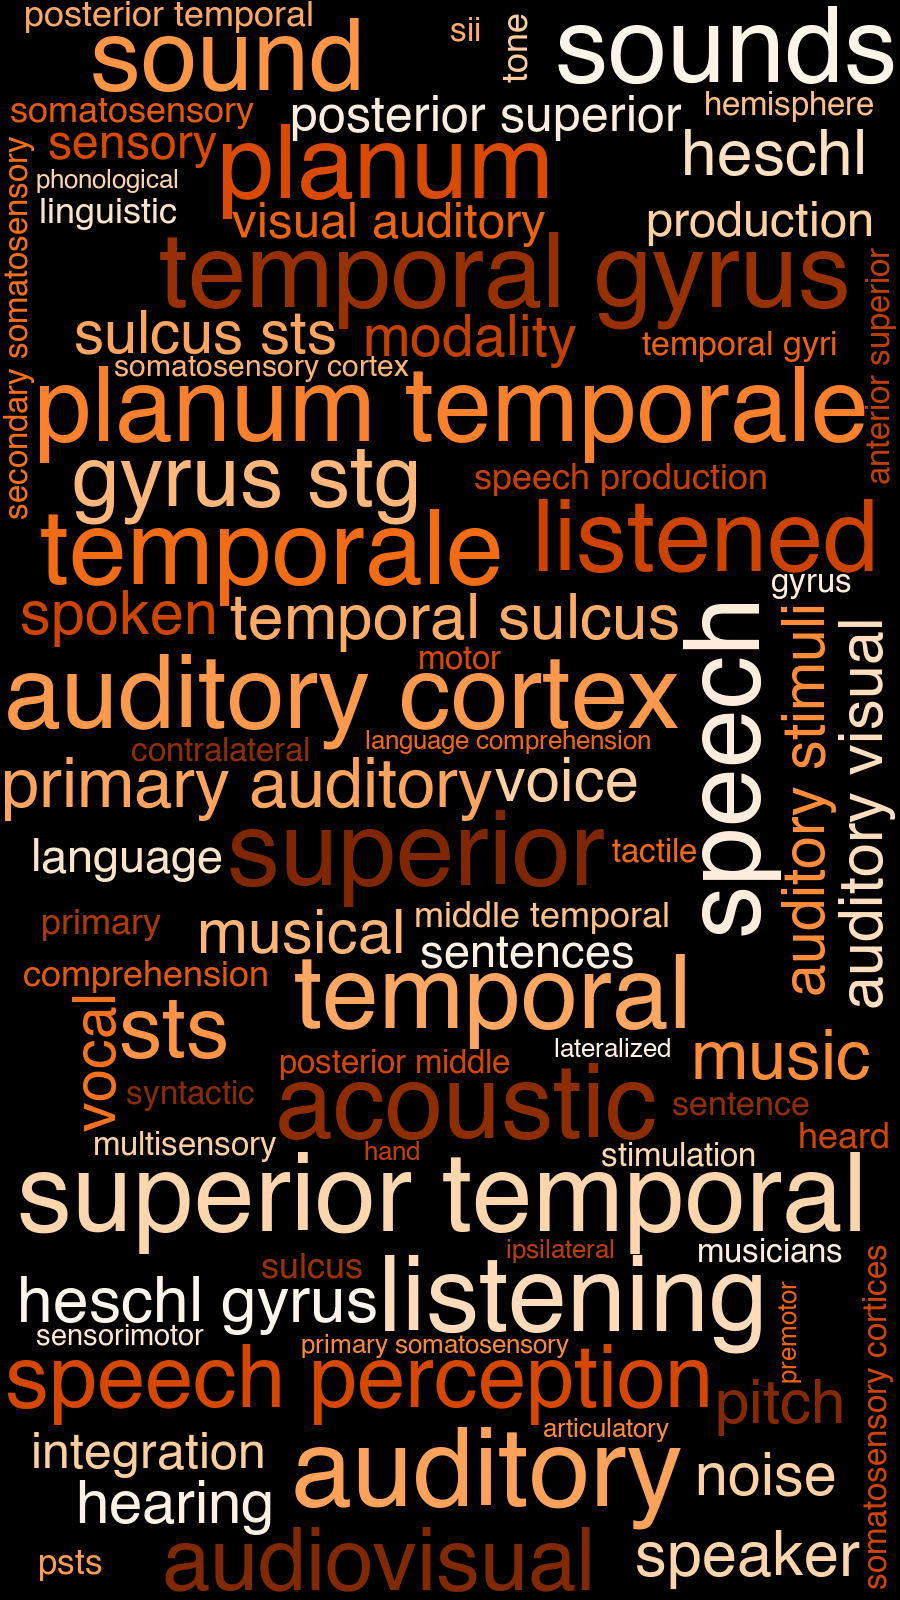 posterior temporal
sii
tone
sound
sounds
somatosensory
posterior superior
hemisphere
sensory
planum
heschl
secondary somatosensory
phonological
linguistic
visual auditory
production
temporal gyrus
anterior superior
sulcus sts
modality
temporal gyri
somatosensory cortex
planum temporale
gyrus stg
speech production
temporale
listened
gyrus
spoken
temporal sulcus
speech
auditory stimuli
auditory visual
motor
auditory cortex
contralateral
language comprehension
primary auditory
voice
language
superior
tactile
primary
musical
middle temporal
sentences
comprehension
temporal
vocal
sts
lateralized
music
posterior middle
syntactic
acoustic
sentence
multisensory
hand
stimulation
heard
superior temporal
sulcus
ipsilateral
musicians
heschl gyrus
listening
premotor
somatosensory cortices
sensorimotor
primary somatosensory
speech perception
pitch
articulatory
integration
auditory
noise
hearing
psts
audiovisual
speaker